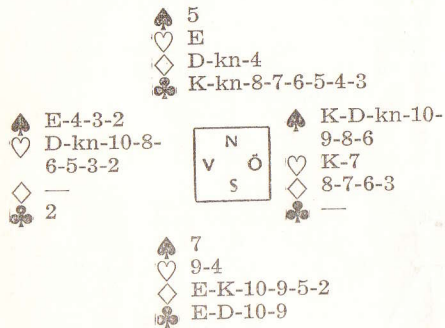 ♠ 5
♡ E
♢ D-kn-4
♣ K-kn-8-7-6-5-4-3
♠ E-4-3-2
♡ D-kn-10-8-
6-5-3-2
♢ —
♣ 2
N
V Ö
S
♠ K-D-kn-10-
9-8-6
♡ K-7
♢ 8-7-6-3
♣ —
♠ 7
♡ 9-4
♢ E-K-10-9-5-2
♣ E-D-10-9